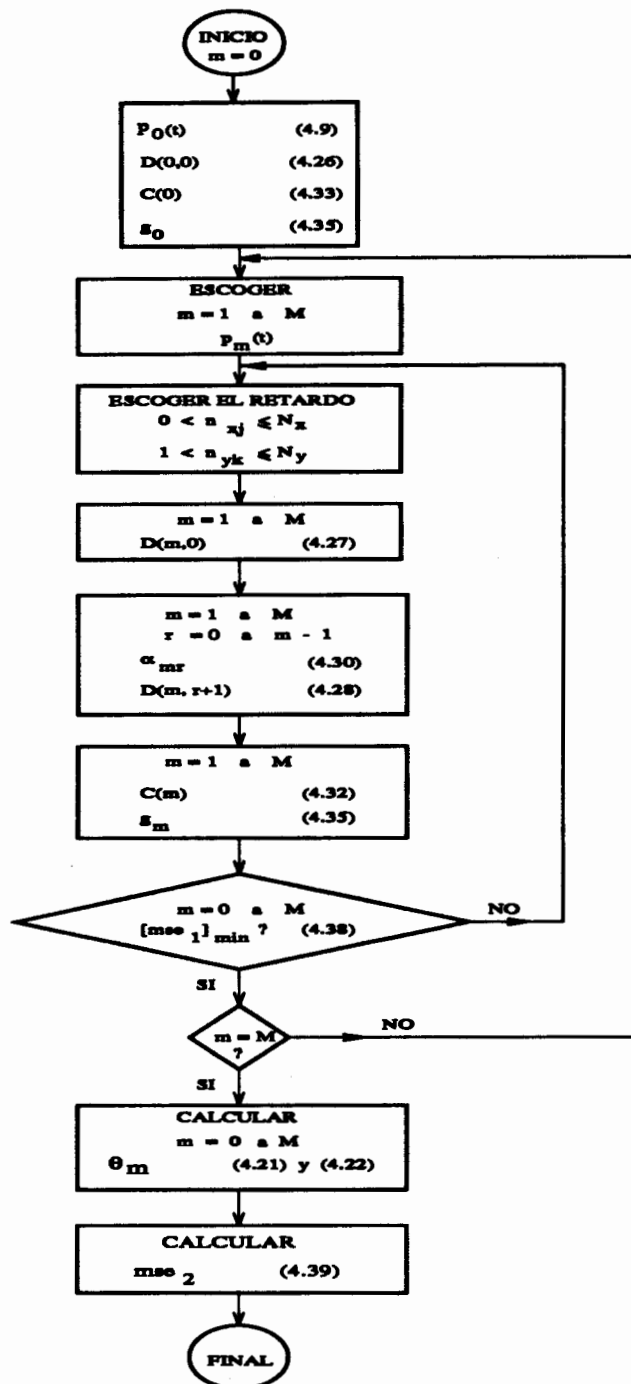 INICIO
m = 0
P0(t) (4.9)
D(0,0) (4.26)
C(0) (4.33)
g0 (4.35)
ESCOGER
m = 1 a M
Pm(t)
ESCOGER EL RETARDO
0 < n xj ⩽ Nx
1 < n yk ⩽ Ny
m = 1 a M
D(m,0) (4.27)
m = 1 a M
r = 0 a m - 1
αmr (4.30)
D(m, r+1) (4.28)
m = 1 a M
C(m) (4.32)
gm (4.35)
m = 0 a M
[mse 1]min ? (4.38)
NO
SI
m = M
?
NO
SI
CALCULAR
m = 0 a M
θm (4.21) y (4.22)
CALCULAR
mse 2 (4.39)
FINAL